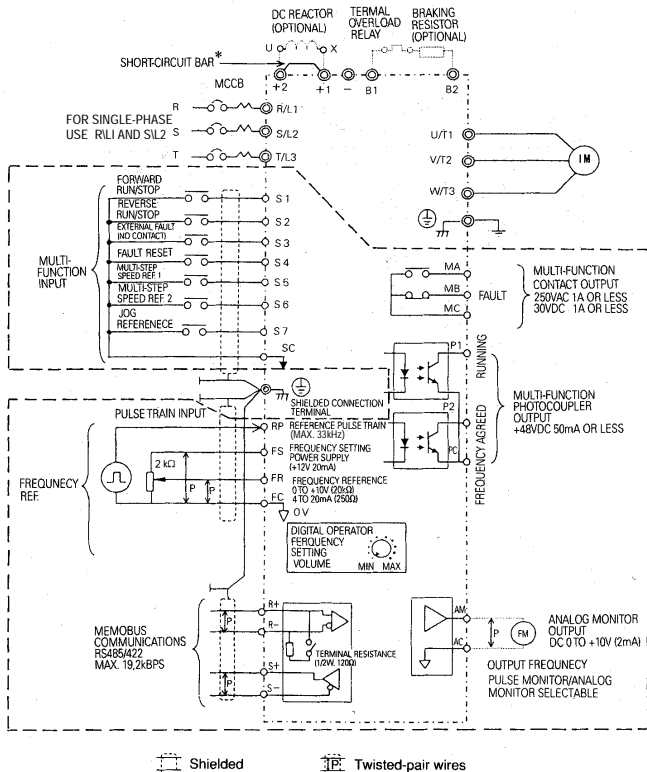 DC REACTOR
(OPTIONAL)
TERMAL
OVERLOAD
RELAY
BRAKING
RESISTOR
(OPTIONAL)
U X
SHORT-CIRCUIT BAR*
+2 +1 − B1 B2
MCCB
R R/L1
FOR SINGLE-PHASE
USE R\LI AND S\L2
S S/L2
T T/L3
U/T1
V/T2
W/T3
IM
MULTI-
FUNCTION
INPUT
FORWARD
RUN/STOP
S 1
REVERSE
RUN/STOP
S 2
EXTERNAL FAULT
(NO CONTACT)
S 3
FAULT RESET
S 4
MULTI-STEP
SPEED REF. 1
S 5
MULTI-STEP
SPEED REF. 2
S 6
JOG
REFERENECE
S 7
SC
MA
MB
MC
FAULT
MULTI-FUNCTION
CONTACT OUTPUT
250VAC 1A OR LESS
30VDC 1A OR LESS
P1
RUNNING
P2
PC
FREQUENCY AGREED
MULTI-FUNCTION
PHOTOCOUPLER
OUTPUT
+48VDC 50mA OR LESS
SHIELDED CONNECTION
TERMINAL
PULSE TRAIN INPUT
RP REFERENCE PULSE TRAIN
(MAX. 33kHz)
FS FREQUENCY SETTING
POWER SUPPLY
(+12V 20mA)
2 kΩ
P P
FREQUNECY
REF.
FR FREQUENCY REFERENCE
0 TO +10V (20kΩ)
4 TO 20mA (250Ω)
FC
0 V
DIGITAL OPERATOR
FERQUENCY
SETTING
VOLUME
MIN MAX
MEMOBUS
COMMUNICATIONS
RS485/422
MAX. 19,2kBPS
P
R+
R−
TERMINAL RESISTANCE
(1/2W, 120Ω)
P
S+
S−
AM
AC
P
FM
ANALOG MONITOR
OUTPUT
DC 0 TO +10V (2mA)
OUTPUT FREQUNECY
PULSE MONITOR/ANALOG
MONITOR SELECTABLE
Shielded
P Twisted-pair wires